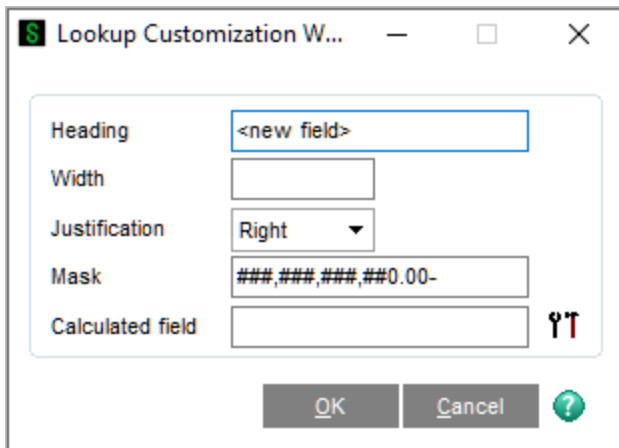 S Lookup Customization W...
Heading <new field>
Width
Justification Right
Mask ###,###,###,##0.00-
Calculated field
OK Cancel ?